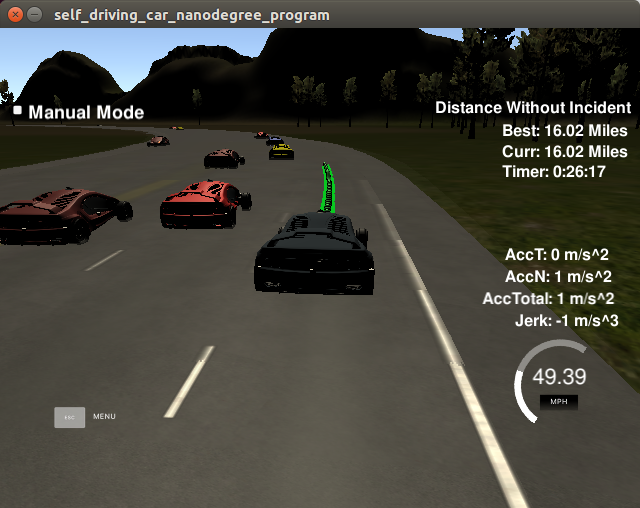 self_driving_car_nanodegree_program
Manual Mode
Distance Without Incident
Best: 16.02 Miles
Curr: 16.02 Miles
Timer: 0:26:17
AccT: 0 m/s^2
AccN: 1 m/s^2
AccTotal: 1 m/s^2
Jerk: -1 m/s^3
49.39
MPH
ESC MENU